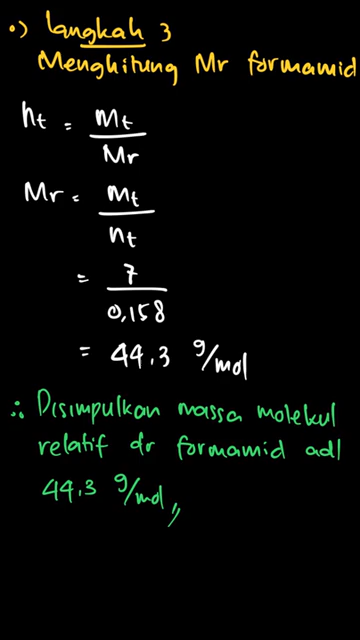 •) Langkah 3
Menghitung Mr formamid
nt = mt / Mr
Mr = mt / nt
= 7 / 0,158
= 44.3 g/mol
∴ Disimpulkan massa molekul
relatif dr formamid adl
44.3 g/mol,,